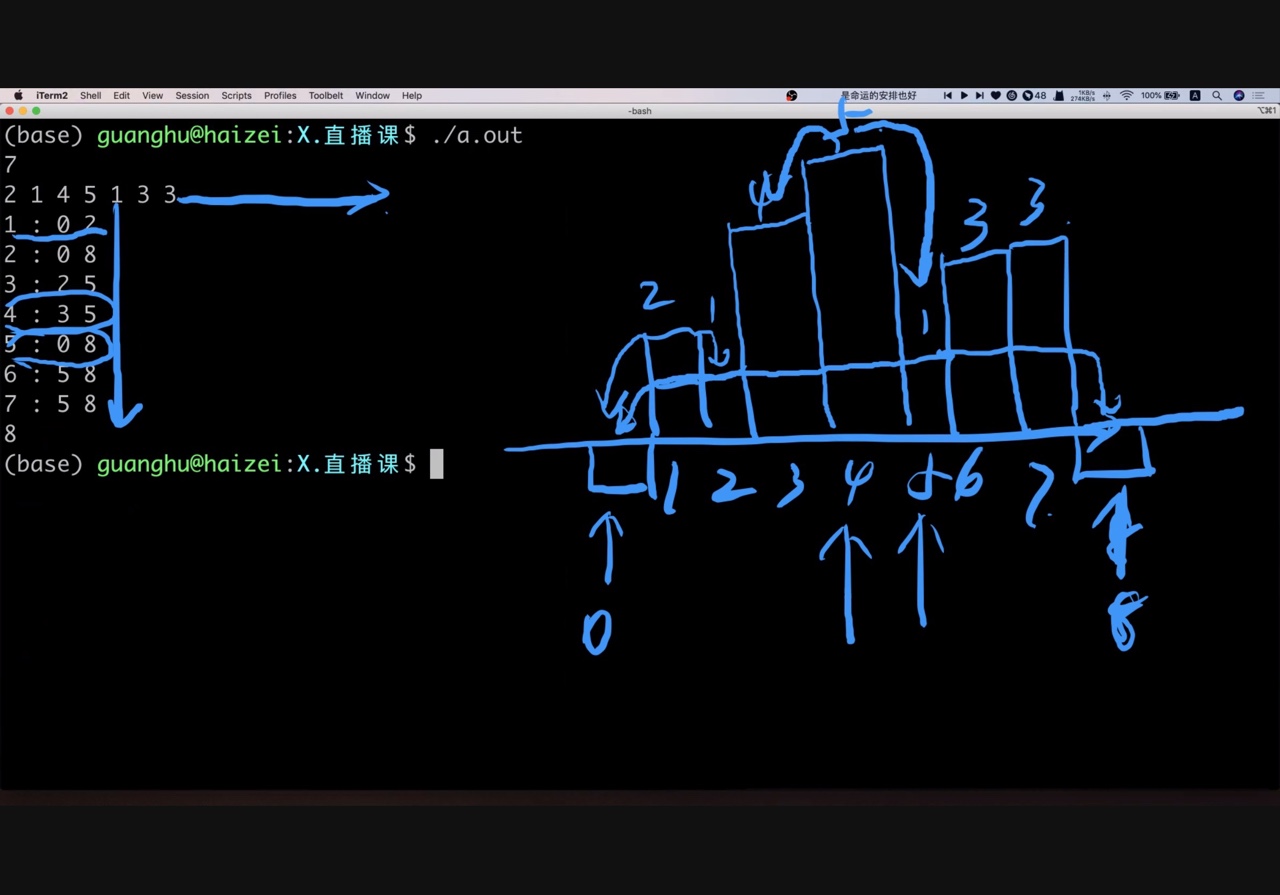 iTerm2 Shell Edit View Session Scripts Profiles Toolbelt Window Help
是命运的安排也好
48
1KB/s
274KB/s
100%
A
-bash
⌥⌘1
(base) guanghu@haizei:X.直播课$ ./a.out
7
2 1 4 5 1 3 3
1 : 0 2
2 : 0 8
3 : 2 5
4 : 3 5
5 : 0 8
6 : 5 8
7 : 5 8
8
(base) guanghu@haizei:X.直播课$
5
4
3 3
2 1
1
1 2 3 4 5 6 7
0
8